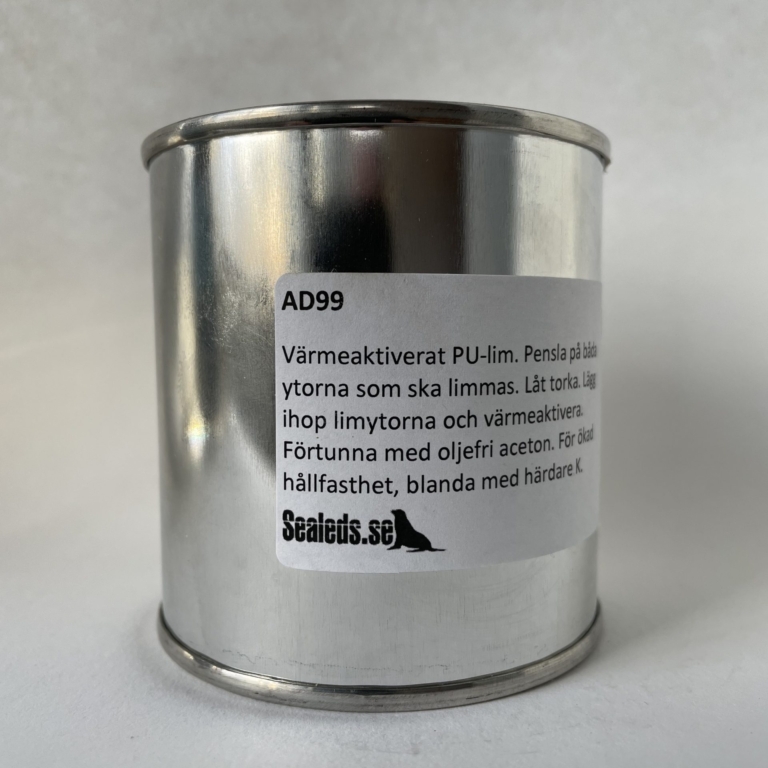 AD99
Värmeaktiverat PU-lim. Pensla på båda
ytorna som ska limmas. Låt torka. Lägg
ihop limytorna och värmeaktivera.
Förtunna med oljefri aceton. För ökad
hållfasthet, blanda med härdare K.
Sealeds.se